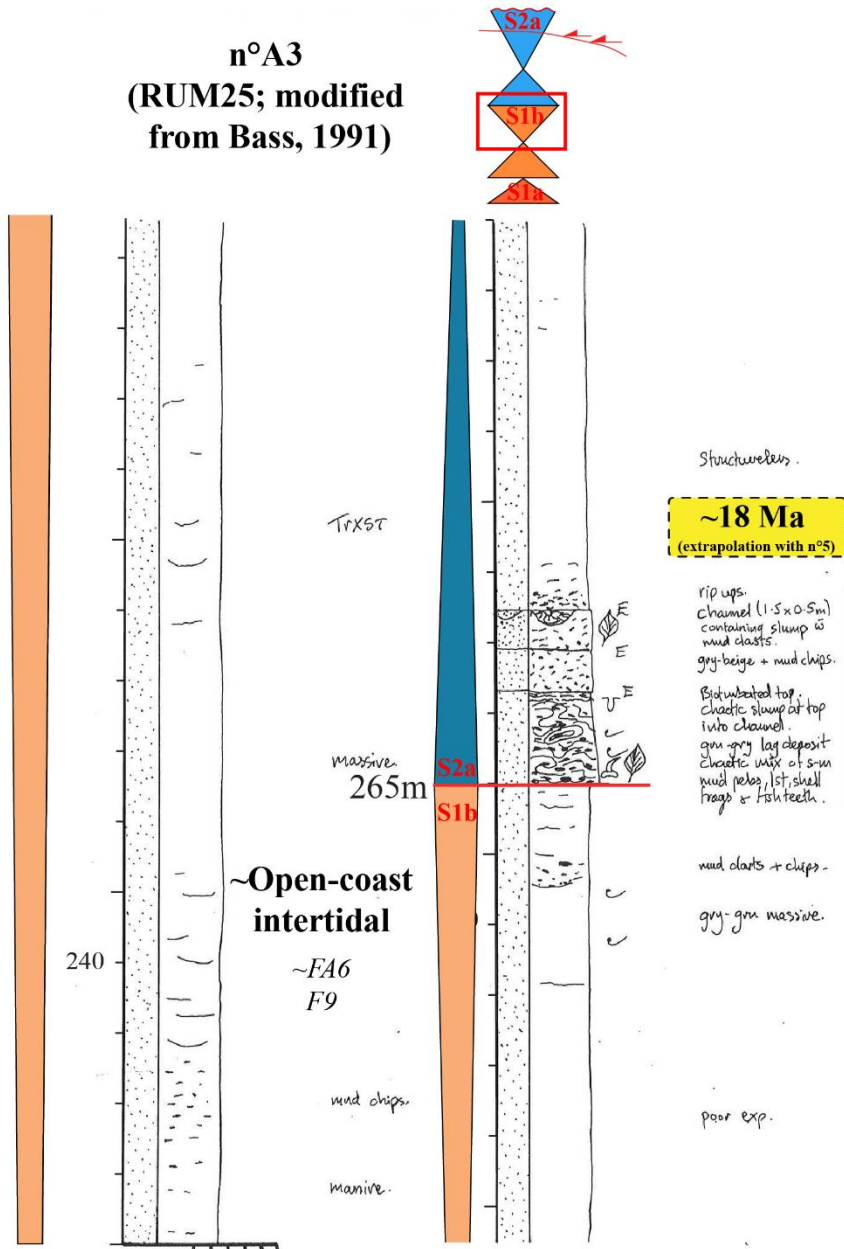 n°A3
(RUM25; modified
from Bass, 1991)
S2a
S1b
S1a
TrXST
massive.
~Open-coast
intertidal
~FA6
F9
240
mud chips.
massive.
Structureless.
~18 Ma
(extrapolation with n°5)
rip ups.
channel (1.5 x 0.5m)
containing slump w̄
mud clasts.
gry-beige + mud chips.
Bioturbated top.
chaotic slump at top
into channel.
grn-gry lag deposit
chaotic mix of s-m
mud pebs, lst, shell
frags & fish teeth.
E
E
E
S2a
265m
S1b
mud clasts + chips.
gry-grn massive.
poor exp.